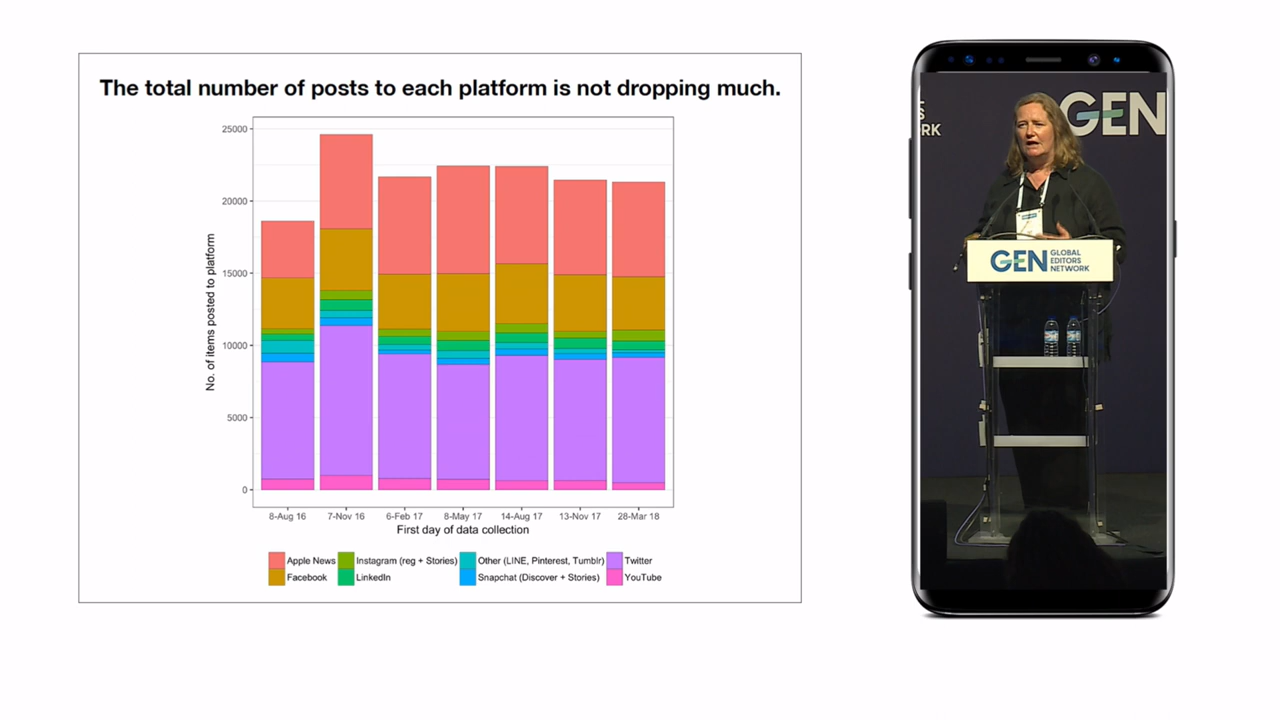 The total number of posts to each platform is not dropping much.
No. of items posted to platform
25000
20000
15000
10000
5000
0
8-Aug 16
7-Nov 16
6-Feb 17
8-May 17
14-Aug 17
13-Nov 17
28-Mar 18
First day of data collection
Apple News
Instagram (reg + Stories)
Other (LINE, Pinterest, Tumblr)
Twitter
Facebook
LinkedIn
Snapchat (Discover + Stories)
YouTube
GEN
RK
GEN
GLOBAL
EDITORS
NETWORK